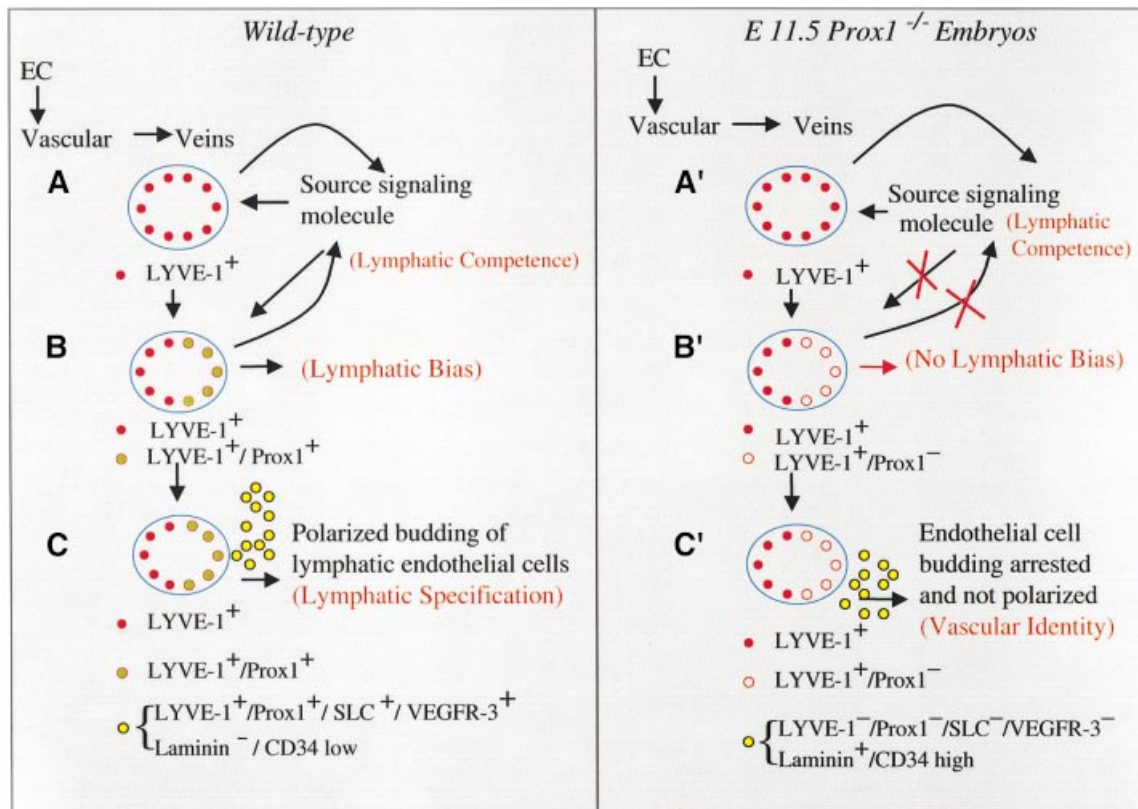 Wild-type
EC
Vascular
Veins
A
Source signaling
molecule
(Lymphatic Competence)
LYVE-1+
B
(Lymphatic Bias)
LYVE-1+
LYVE-1+/ Prox1+
C
Polarized budding of
lymphatic endothelial cells
(Lymphatic Specification)
LYVE-1+
LYVE-1+/Prox1+
LYVE-1+/Prox1+/ SLC +/ VEGFR-3+
Laminin – / CD34 low
E 11.5 Prox1 -/- Embryos
EC
Vascular
Veins
A'
Source signaling
molecule
(Lymphatic
Competence)
LYVE-1+
B'
(No Lymphatic Bias)
LYVE-1+
LYVE-1+/Prox1–
C'
Endothelial cell
budding arrested
and not polarized
(Vascular Identity)
LYVE-1+
LYVE-1+/Prox1–
LYVE-1–/Prox1–/SLC–/VEGFR-3–
Laminin+/CD34 high